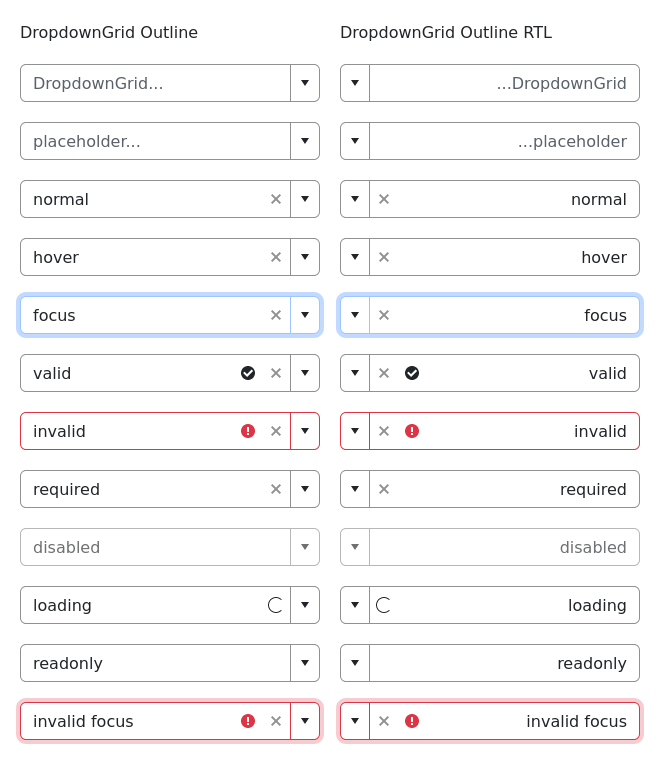 DropdownGrid Outline
DropdownGrid Outline RTL
DropdownGrid...
...DropdownGrid
placeholder...
...placeholder
normal
normal
hover
hover
focus
focus
valid
valid
invalid
invalid
required
required
disabled
disabled
loading
loading
readonly
readonly
invalid focus
invalid focus